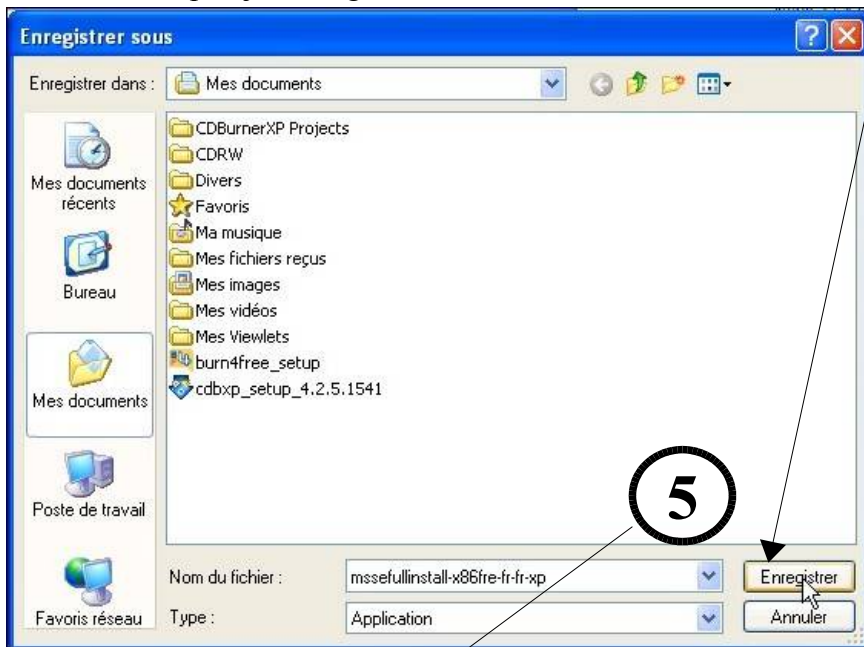 Enregistrer sous
Enregistrer dans :
Mes documents
Mes documents récents
Bureau
Mes documents
Poste de travail
Favoris réseau
CDBurnerXP Projects
CDRW
Divers
Favoris
Ma musique
Mes fichiers reçus
Mes images
Mes vidéos
Mes Viewlets
burn4free_setup
cdbxp_setup_4.2.5.1541
5
Nom du fichier :
mssefullinstall-x86fre-fr-fr-xp
Enregistrer
Type :
Application
Annuler